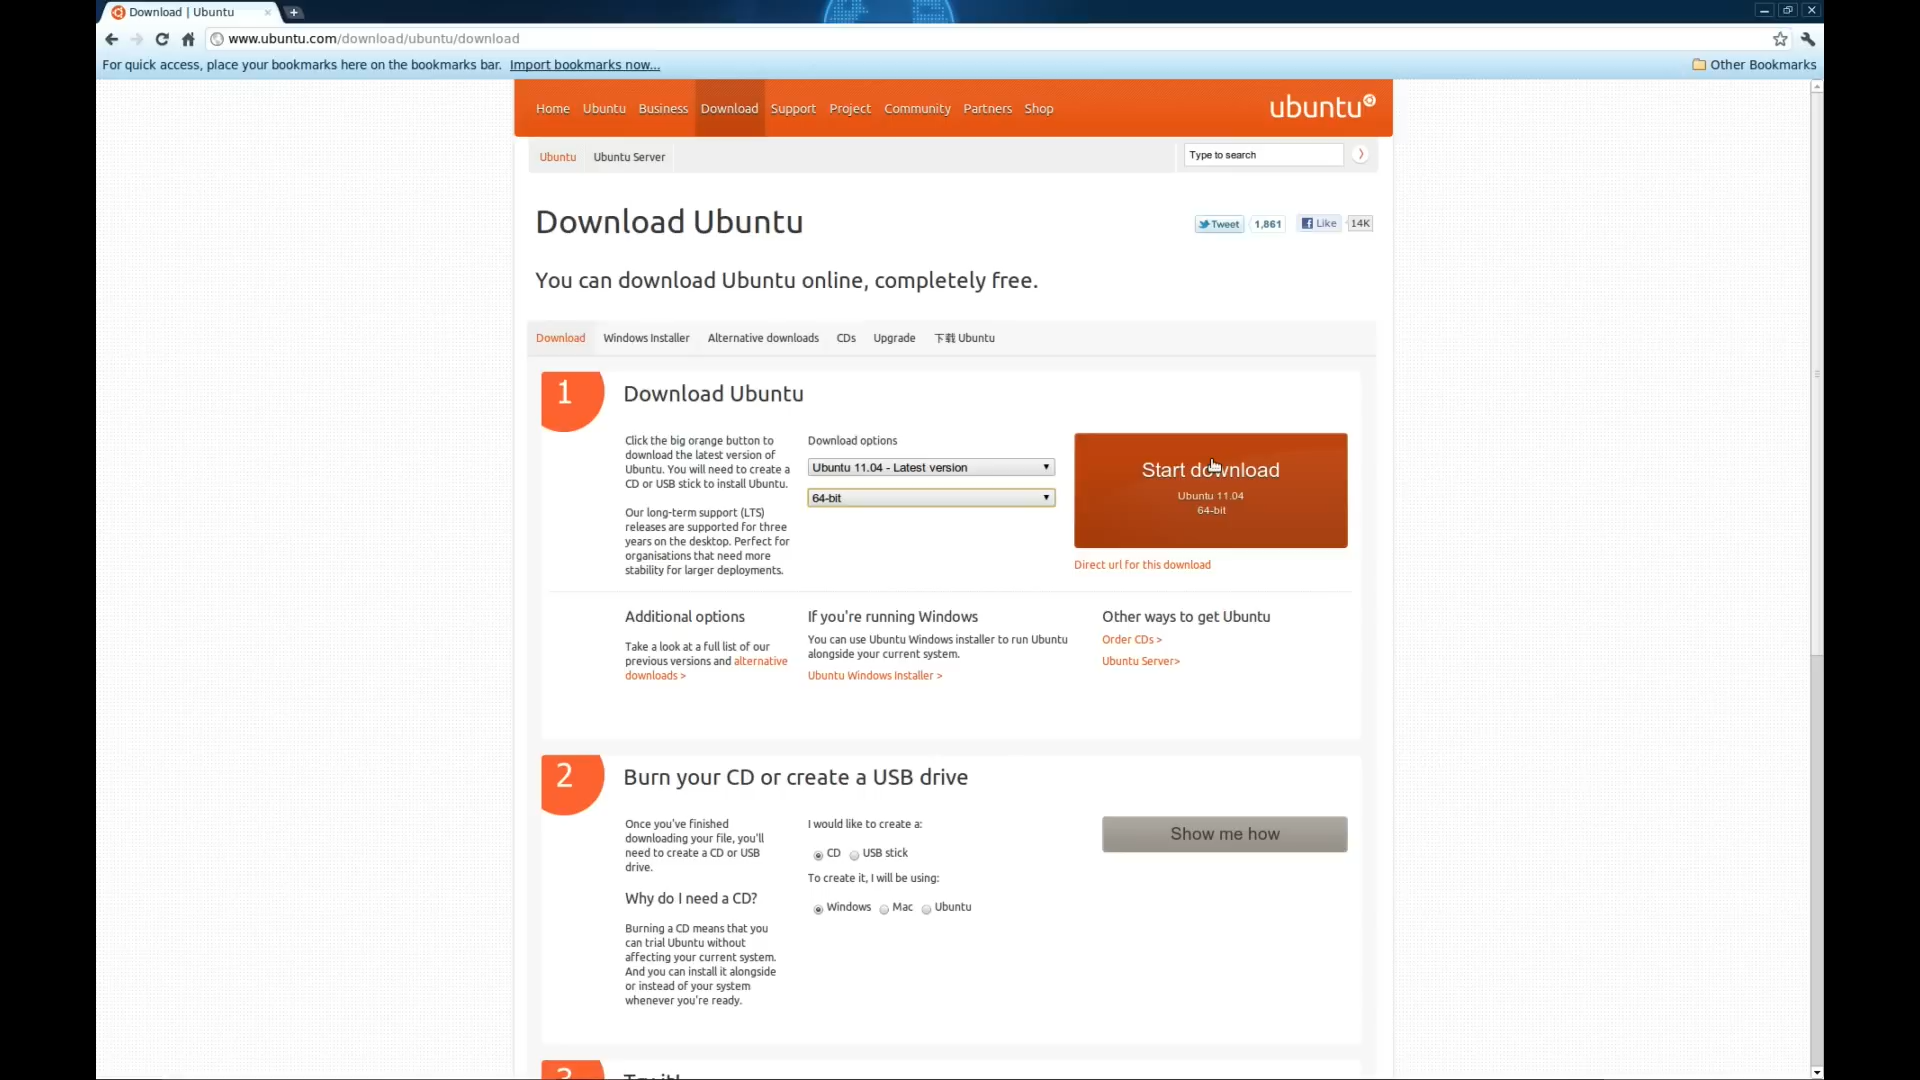 Download | Ubuntu
www.ubuntu.com/download/ubuntu/download
For quick access, place your bookmarks here on the bookmarks bar. Import bookmarks now...
Other Bookmarks
Home Ubuntu Business Download Support Project Community Partners Shop
ubuntu
Ubuntu Ubuntu Server
Type to search
Download Ubuntu
Tweet 1,861 Like 14K
You can download Ubuntu online, completely free.
Download Windows Installer Alternative downloads CDs Upgrade 下载 Ubuntu
1
Download Ubuntu
Click the big orange button to
download the latest version of
Ubuntu. You will need to create a
CD or USB stick to install Ubuntu.
Our long-term support (LTS)
releases are supported for three
years on the desktop. Perfect for
organisations that need more
stability for larger deployments.
Download options
Ubuntu 11.04 - Latest version
64-bit
Start download
Ubuntu 11.04
64-bit
Direct url for this download
Additional options
Take a look at a full list of our
previous versions and alternative
downloads >
If you're running Windows
You can use Ubuntu Windows installer to run Ubuntu
alongside your current system.
Ubuntu Windows Installer >
Other ways to get Ubuntu
Order CDs >
Ubuntu Server>
2
Burn your CD or create a USB drive
Once you've finished
downloading your file, you'll
need to create a CD or USB
drive.
Why do I need a CD?
Burning a CD means that you
can trial Ubuntu without
affecting your current system.
And you can install it alongside
or instead of your system
whenever you're ready.
I would like to create a:
CD USB stick
To create it, I will be using:
Windows Mac Ubuntu
Show me how
3
Try it!